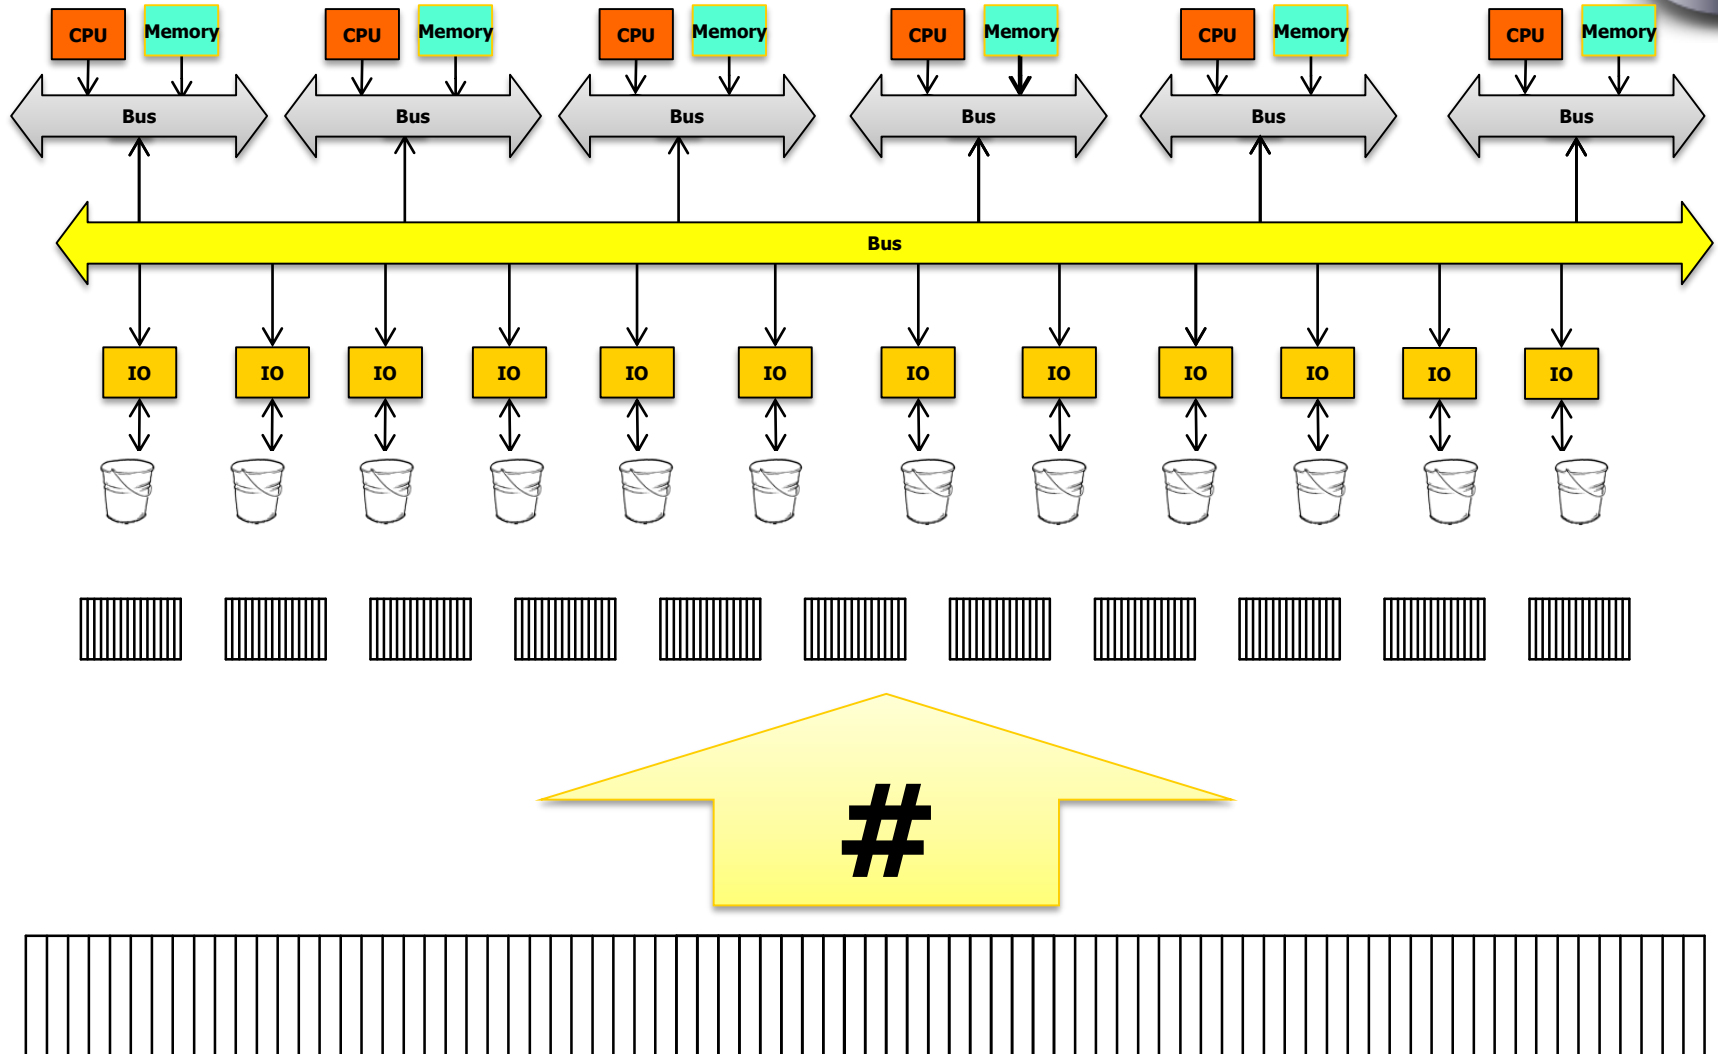 CPU Memory CPU Memory CPU Memory CPU Memory CPU Memory CPU Memory
Bus Bus Bus Bus Bus Bus
Bus
IO IO IO IO IO IO IO IO IO IO IO IO
#